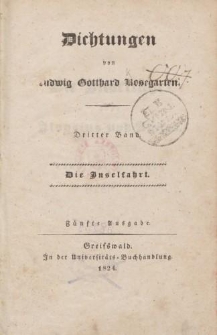 Dichtungen
von
Ludwig Gotthard Kosegarten.
Dritter Band
Die Inselfahrt.
Fünfte Ausgabe.
Greifswald.
In der Universitäts-Buchhandlung
1824.